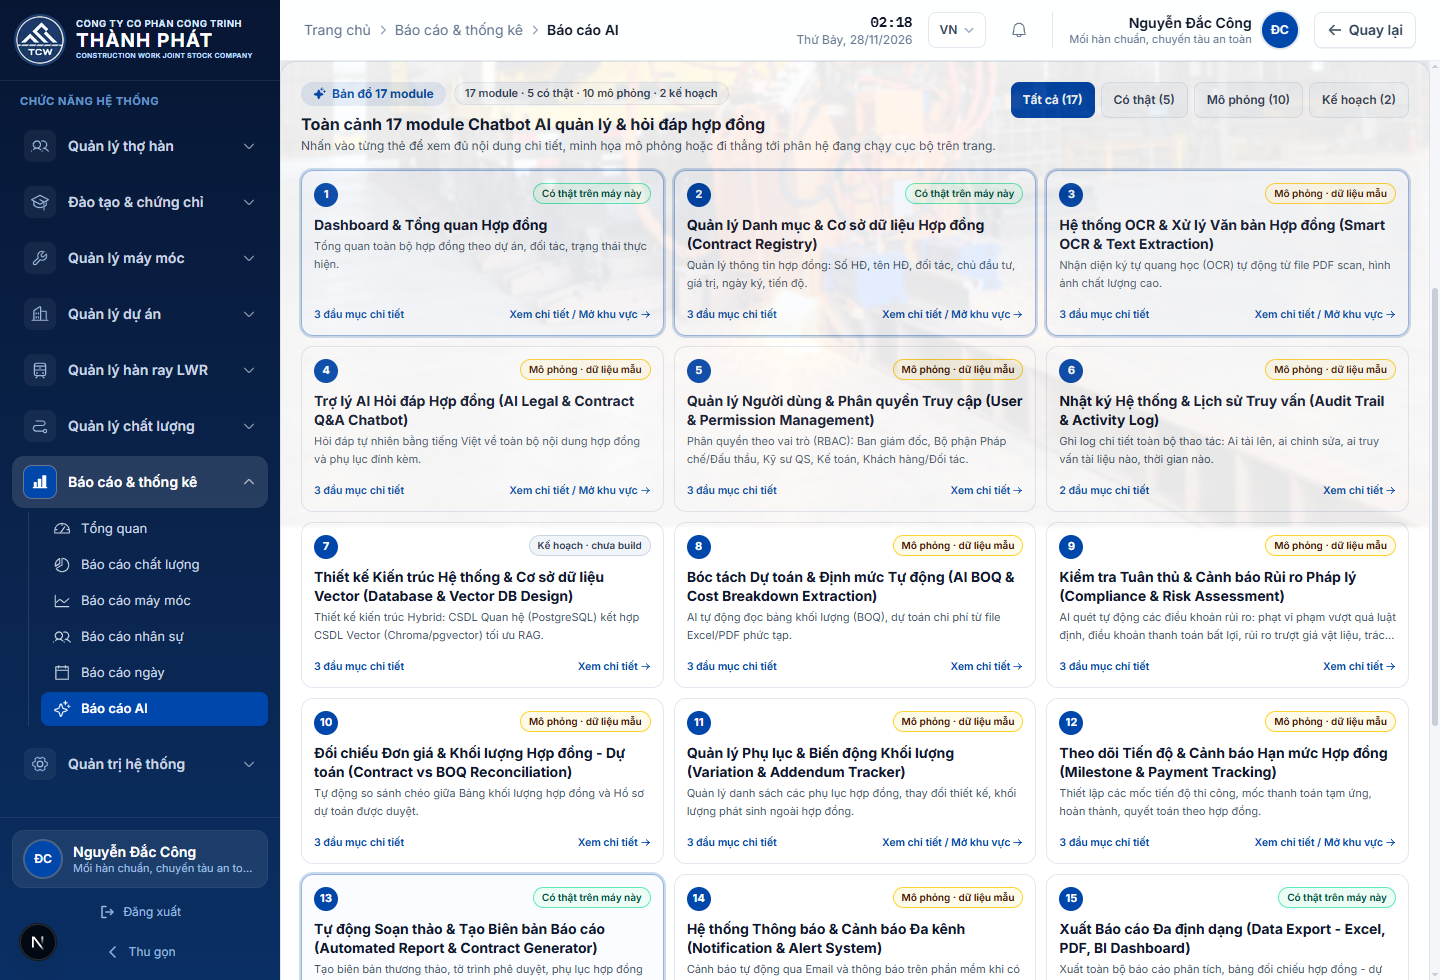 CÔNG TY CỔ PHẦN CÔNG TRÌNH
THÀNH PHÁT
CONSTRUCTION WORK JOINT STOCK COMPANY
TCW
CHỨC NĂNG HỆ THỐNG
Quản lý thợ hàn
Đào tạo & chứng chỉ
Quản lý máy móc
Quản lý dự án
Quản lý hàn ray LWR
Quản lý chất lượng
Báo cáo & thống kê
Tổng quan
Báo cáo chất lượng
Báo cáo máy móc
Báo cáo nhân sự
Báo cáo ngày
Báo cáo AI
Quản trị hệ thống
ĐC
Nguyễn Đắc Công
Mối hàn chuẩn, chuyến tàu an to...
Đăng xuất
N
Thu gọn
Trang chủ > Báo cáo & thống kê > Báo cáo AI
02:18
Thứ Bảy, 28/11/2026
VN
Nguyễn Đắc Công
Mối hàn chuẩn, chuyến tàu an toàn
ĐC
← Quay lại
Bản đồ 17 module
17 module · 5 có thật · 10 mô phỏng · 2 kế hoạch
Tất cả (17)
Có thật (5)
Mô phỏng (10)
Kế hoạch (2)
Toàn cảnh 17 module Chatbot AI quản lý & hỏi đáp hợp đồng
Nhấn vào từng thẻ để xem đủ nội dung chi tiết, minh họa mô phỏng hoặc đi thẳng tới phân hệ đang chạy cục bộ trên trang.
1
Có thật trên máy này
Dashboard & Tổng quan Hợp đồng
Tổng quan toàn bộ hợp đồng theo dự án, đối tác, trạng thái thực
hiện.
3 đầu mục chi tiết
Xem chi tiết / Mở khu vực →
2
Có thật trên máy này
Quản lý Danh mục & Cơ sở dữ liệu Hợp đồng
(Contract Registry)
Quản lý thông tin hợp đồng: Số HĐ, tên HĐ, đối tác, chủ đầu tư,
giá trị, ngày ký, tiến độ.
3 đầu mục chi tiết
Xem chi tiết / Mở khu vực →
3
Mô phỏng · dữ liệu mẫu
Hệ thống OCR & Xử lý Văn bản Hợp đồng (Smart
OCR & Text Extraction)
Nhận diện ký tự quang học (OCR) tự động từ file PDF scan, hình
ảnh chất lượng cao.
3 đầu mục chi tiết
Xem chi tiết / Mở khu vực →
4
Mô phỏng · dữ liệu mẫu
Trợ lý AI Hỏi đáp Hợp đồng (AI Legal & Contract
Q&A Chatbot)
Hỏi đáp tự nhiên bằng tiếng Việt về toàn bộ nội dung hợp đồng
và phụ lục đính kèm.
3 đầu mục chi tiết
Xem chi tiết / Mở khu vực →
5
Mô phỏng · dữ liệu mẫu
Quản lý Người dùng & Phân quyền Truy cập (User
& Permission Management)
Phân quyền theo vai trò (RBAC): Ban giám đốc, Bộ phận Pháp
chế/Đấu thầu, Kỹ sư QS, Kế toán, Khách hàng/Đối tác.
3 đầu mục chi tiết
Xem chi tiết →
6
Mô phỏng · dữ liệu mẫu
Nhật ký Hệ thống & Lịch sử Truy vấn (Audit Trail
& Activity Log)
Ghi log chi tiết toàn bộ thao tác: Ai tải lên, ai chỉnh sửa, ai truy
vấn tài liệu nào, thời gian nào.
2 đầu mục chi tiết
Xem chi tiết →
7
Kế hoạch · chưa build
Thiết kế Kiến trúc Hệ thống & Cơ sở dữ liệu
Vector (Database & Vector DB Design)
Thiết kế kiến trúc Hybrid: CSDL Quan hệ (PostgreSQL) kết hợp
CSDL Vector (Chroma/pgvector) tối ưu RAG.
3 đầu mục chi tiết
Xem chi tiết →
8
Mô phỏng · dữ liệu mẫu
Bóc tách Dự toán & Định mức Tự động (AI BOQ &
Cost Breakdown Extraction)
AI tự động đọc bảng khối lượng (BOQ), dự toán chi phí từ file
Excel/PDF phức tạp.
3 đầu mục chi tiết
Xem chi tiết →
9
Mô phỏng · dữ liệu mẫu
Kiểm tra Tuân thủ & Cảnh báo Rủi ro Pháp lý
(Compliance & Risk Assessment)
AI quét tự động các điều khoản rủi ro: phạt vi phạm vượt quá luật
định, điều khoản thanh toán bất lợi, rủi ro trượt giá vật liệu, trác...
3 đầu mục chi tiết
Xem chi tiết →
10
Mô phỏng · dữ liệu mẫu
Đối chiếu Đơn giá & Khối lượng Hợp đồng - Dự
toán (Contract vs BOQ Reconciliation)
Tự động so sánh chéo giữa Bảng khối lượng hợp đồng và Hồ sơ
dự toán được duyệt.
3 đầu mục chi tiết
Xem chi tiết →
11
Mô phỏng · dữ liệu mẫu
Quản lý Phụ lục & Biến động Khối lượng
(Variation & Addendum Tracker)
Quản lý danh sách các phụ lục hợp đồng, thay đổi thiết kế, khối
lượng phát sinh ngoài hợp đồng.
3 đầu mục chi tiết
Xem chi tiết / Mở khu vực →
12
Mô phỏng · dữ liệu mẫu
Theo dõi Tiến độ & Cảnh báo Hạn mức Hợp đồng
(Milestone & Payment Tracking)
Thiết lập các mốc tiến độ thi công, mốc thanh toán tạm ứng,
hoàn thành, quyết toán theo hợp đồng.
3 đầu mục chi tiết
Xem chi tiết / Mở khu vực →
13
Có thật trên máy này
Tự động Soạn thảo & Tạo Biên bản Báo cáo
(Automated Report & Contract Generator)
Tạo biên bản thương thảo, tờ trình phê duyệt, phụ lục hợp đồng
14
Mô phỏng · dữ liệu mẫu
Hệ thống Thông báo & Cảnh báo Đa kênh
(Notification & Alert System)
Cảnh báo tự động qua Email và thông báo trên phần mềm khi có
15
Có thật trên máy này
Xuất Báo cáo Đa định dạng (Data Export - Excel,
PDF, BI Dashboard)
Xuất toàn bộ báo cáo phân tích, bảng đối chiếu hợp đồng - dự